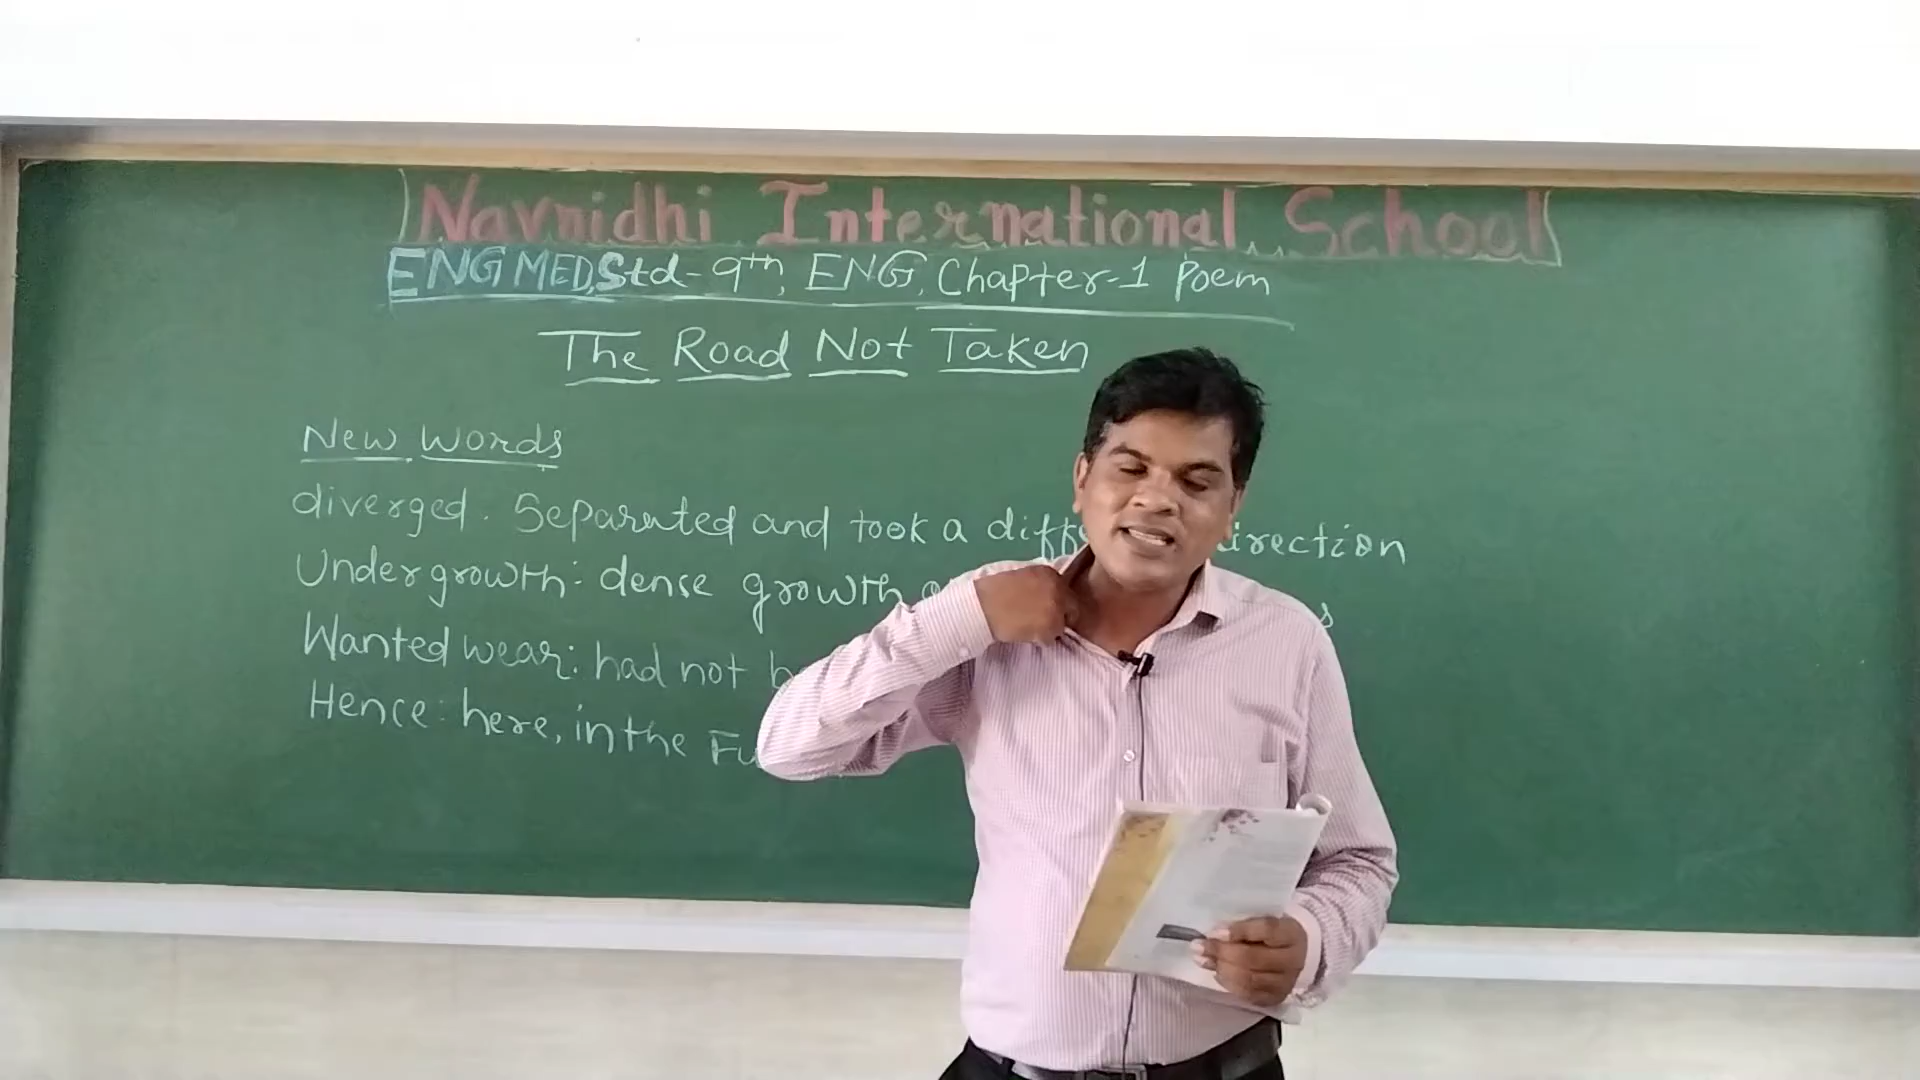 Navnidhi International School
ENG MED, Std-9th, ENG, Chapter-1 Poem
The Road Not Taken
New Words
diverged. Separated and took a direction
Undergrowth: dense growth
Wanted wear: had not
Hence: here, in the